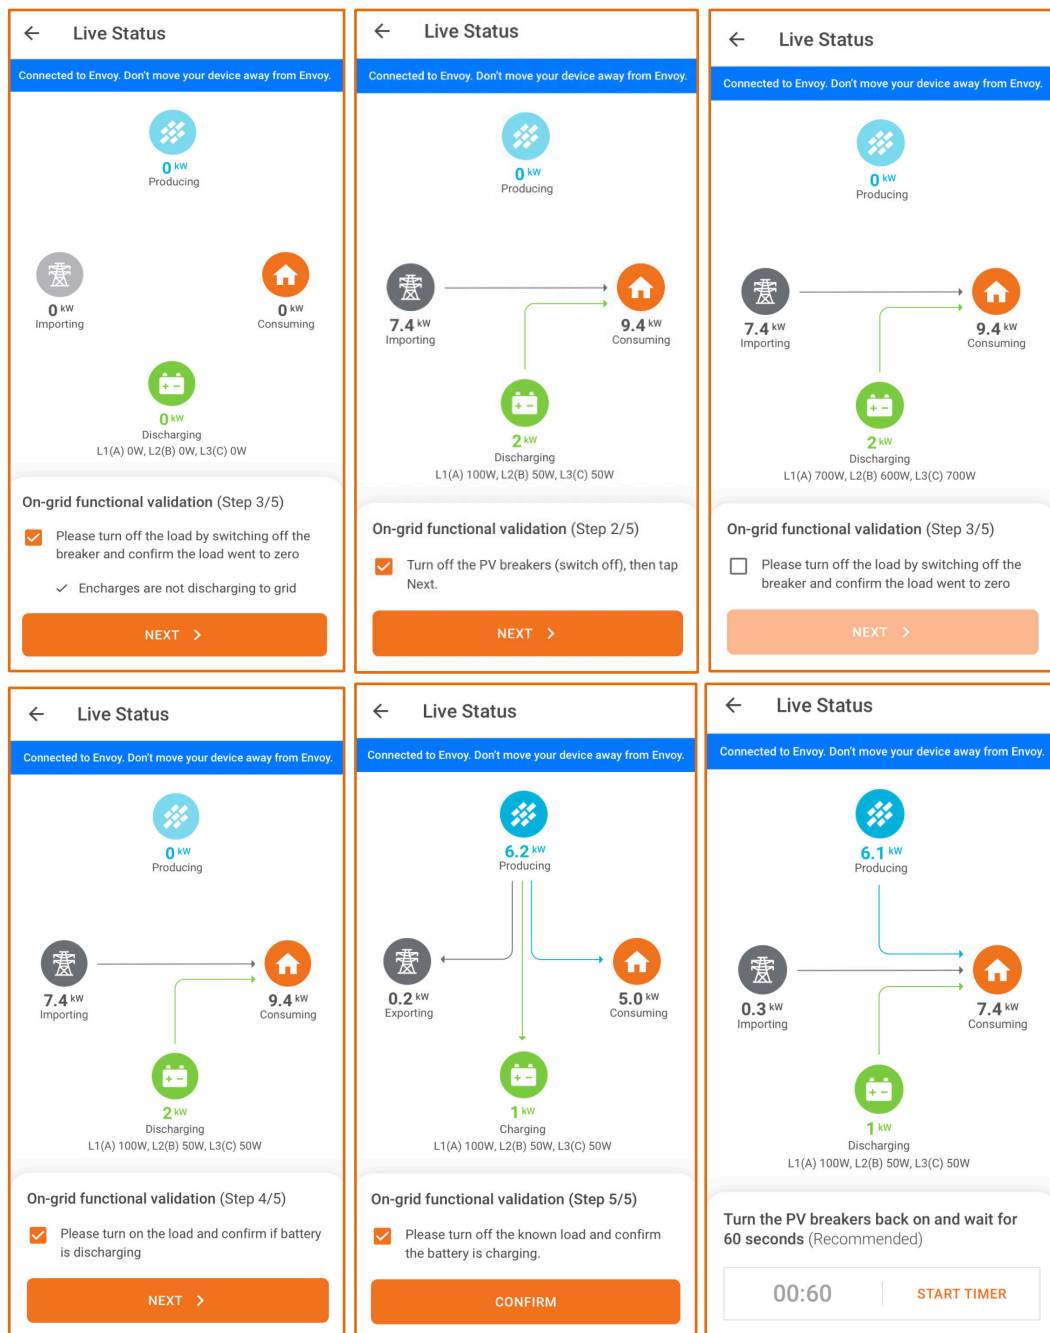 Live Status
Connected to Envoy. Don't move your device away from Envoy.
0 kW
Producing
0 kW
Importing
0 kW
Consuming
0 kW
Discharging
L1(A) 0W, L2(B) 0W, L3(C) 0W
On-grid functional validation (Step 3/5)
Please turn off the load by switching off the
breaker and confirm the load went to zero
Encharges are not discharging to grid
NEXT
Live Status
Connected to Envoy. Don't move your device away from Envoy.
0 kW
Producing
7.4 kW
Importing
9.4 kW
Consuming
2 kW
Discharging
L1(A) 100W, L2(B) 50W, L3(C) 50W
On-grid functional validation (Step 2/5)
Turn off the PV breakers (switch off), then tap
Next.
NEXT
Live Status
Connected to Envoy. Don't move your device away from Envoy.
0 kW
Producing
7.4 kW
Importing
9.4 kW
Consuming
2 kW
Discharging
L1(A) 700W, L2(B) 600W, L3(C) 700W
On-grid functional validation (Step 3/5)
Please turn off the load by switching off the
breaker and confirm the load went to zero
NEXT
Live Status
Connected to Envoy. Don't move your device away from Envoy.
0 kW
Producing
7.4 kW
Importing
9.4 kW
Consuming
2 kW
Discharging
L1(A) 100W, L2(B) 50W, L3(C) 50W
On-grid functional validation (Step 4/5)
Please turn on the load and confirm if battery
is discharging
NEXT
Live Status
Connected to Envoy. Don't move your device away from Envoy.
6.2 kW
Producing
0.2 kW
Exporting
5.0 kW
Consuming
1 kW
Charging
L1(A) 100W, L2(B) 50W, L3(C) 50W
On-grid functional validation (Step 5/5)
Please turn off the known load and confirm
the battery is charging.
CONFIRM
Live Status
Connected to Envoy. Don't move your device away from Envoy.
6.1 kW
Producing
0.3 kW
Importing
7.4 kW
Consuming
1 kW
Discharging
L1(A) 100W, L2(B) 50W, L3(C) 50W
Turn the PV breakers back on and wait for
60 seconds (Recommended)
00:60
START TIMER